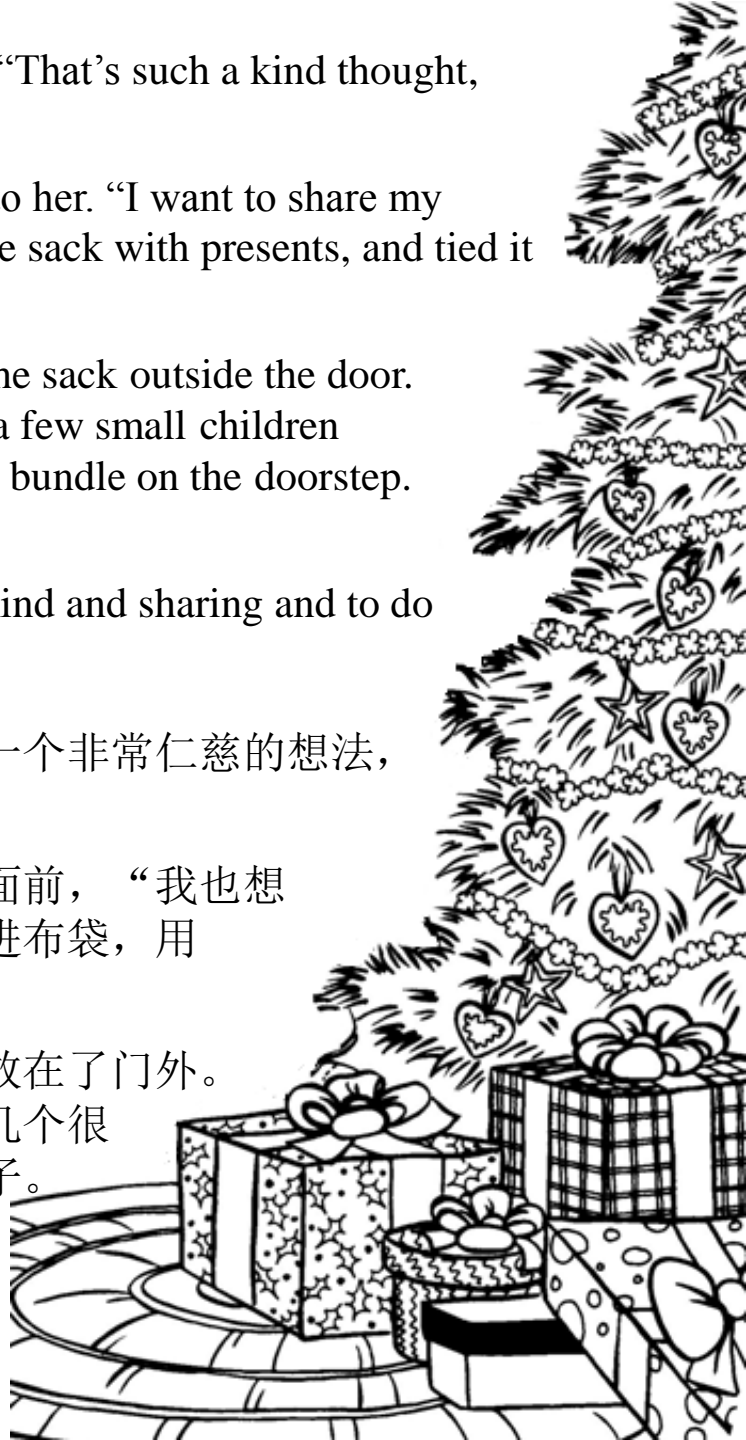 “That’s such a kind thought,
o her. “I want to share my
e sack with presents, and tied it
he sack outside the door.
a few small children
bundle on the doorstep.
ind and sharing and to do
一个非常仁慈的想法，
面前，“我也想
进布袋，用
放在了门外。
几个很
子。